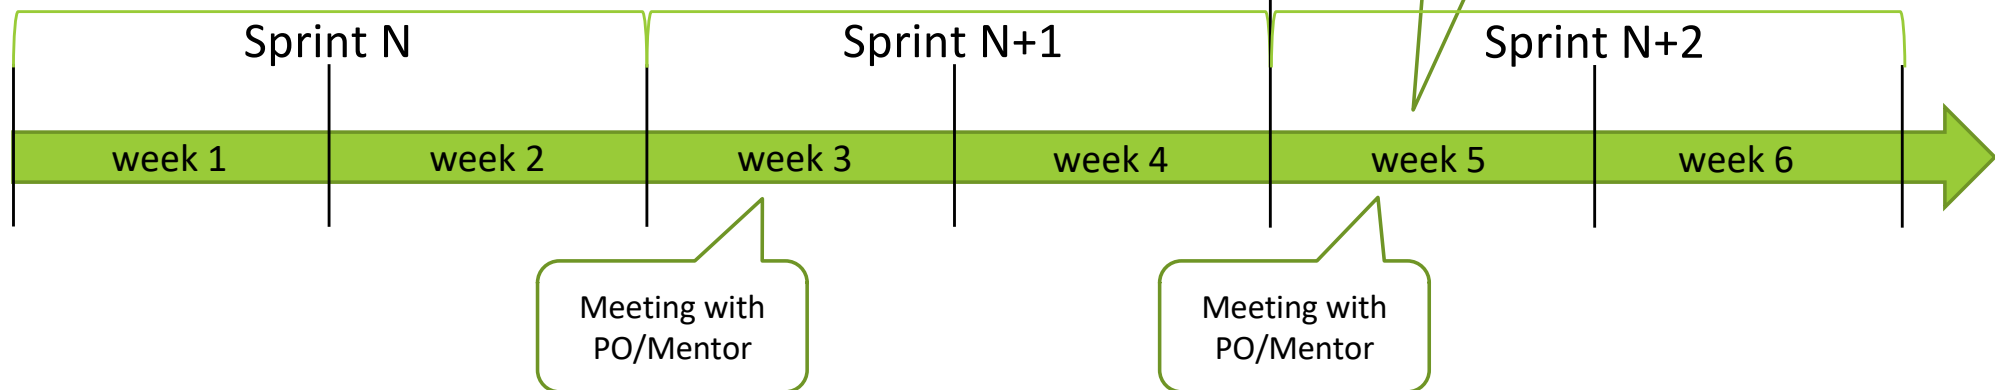 Sprint N
Sprint N+1
Sprint N+2
week 1
week 2
week 3
week 4
week 5
week 6
Meeting with
PO/Mentor
Meeting with
PO/Mentor